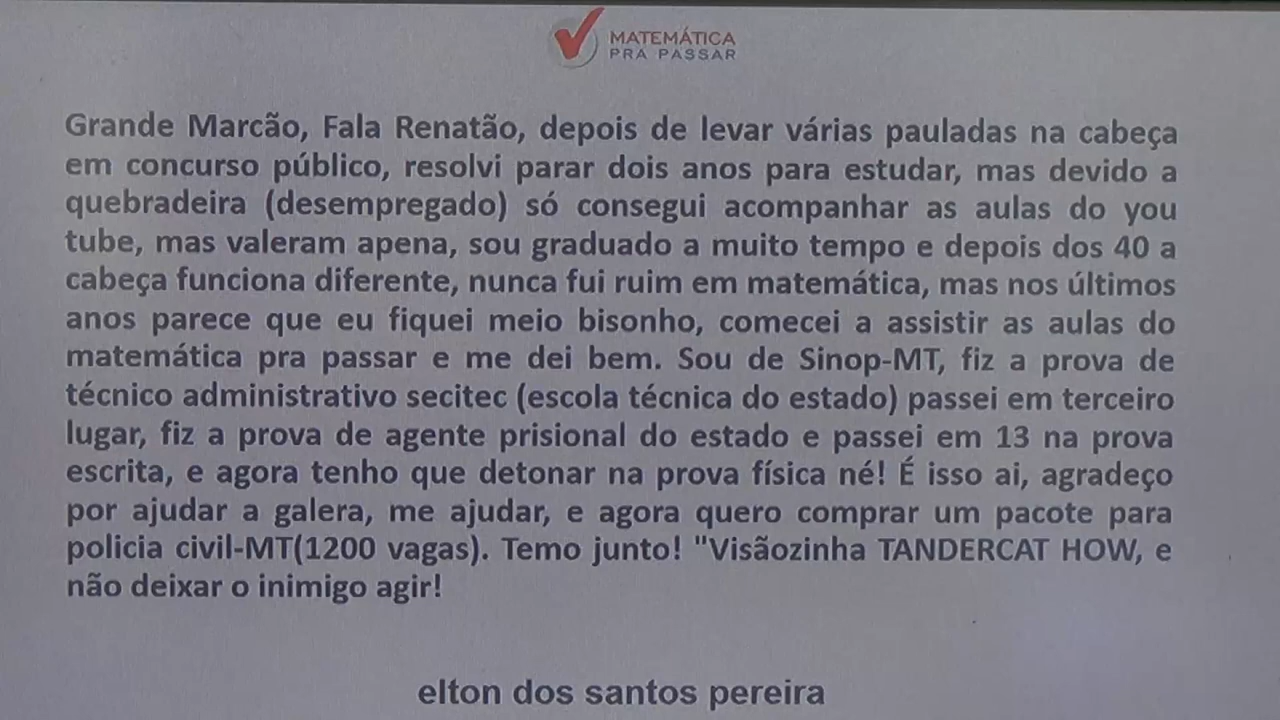 MATEMÁTICA
PRA PASSAR
Grande Marcão, Fala Renatão, depois de levar várias pauladas na cabeça
em concurso público, resolvi parar dois anos para estudar, mas devido a
quebradeira (desempregado) só consegui acompanhar as aulas do you
tube, mas valeram apena, sou graduado a muito tempo e depois dos 40 a
cabeça funciona diferente, nunca fui ruim em matemática, mas nos últimos
anos parece que eu fiquei meio bisonho, comecei a assistir as aulas do
matemática pra passar e me dei bem. Sou de Sinop-MT, fiz a prova de
técnico administrativo secitec (escola técnica do estado) passei em terceiro
lugar, fiz a prova de agente prisional do estado e passei em 13 na prova
escrita, e agora tenho que detonar na prova física né! É isso ai, agradeço
por ajudar a galera, me ajudar, e agora quero comprar um pacote para
policia civil-MT(1200 vagas). Temo junto! "Visãozinha TANDERCAT HOW, e
não deixar o inimigo agir!
elton dos santos pereira